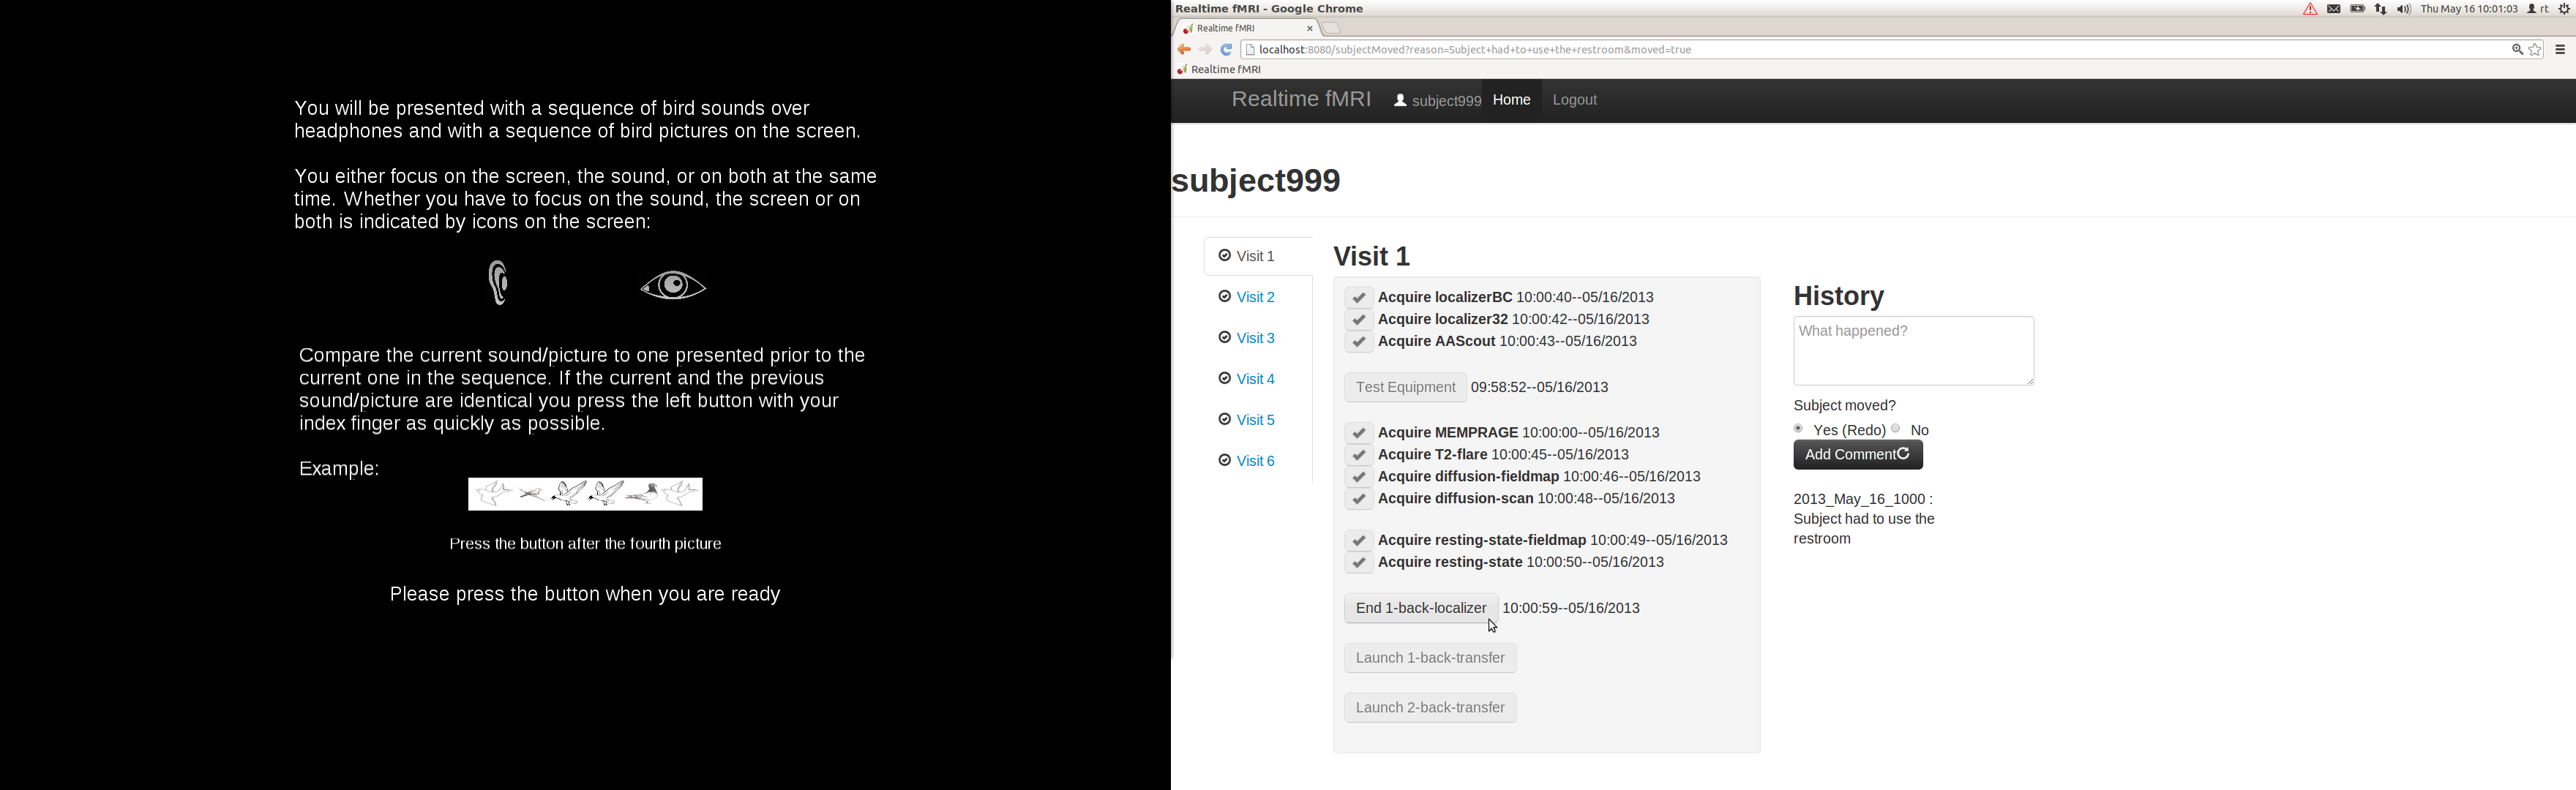 You will be presented with a sequence of bird sounds over
headphones and with a sequence of bird pictures on the screen.
You either focus on the screen, the sound, or on both at the same
time. Whether you have to focus on the sound, the screen or on
both is indicated by icons on the screen:
Compare the current sound/picture to one presented prior to the
current one in the sequence. If the current and the previous
sound/picture are identical you press the left button with your
index finger as quickly as possible.
Example:
Press the button after the fourth picture
Please press the button when you are ready
Realtime fMRI - Google Chrome
Thu May 16 10:01:03
rt
Realtime fMRI
localhost:8080/subjectMoved?reason=Subject+had+to+use+the+restroom&moved=true
Realtime fMRI
Realtime fMRI
subject999
Home
Logout
subject999
Visit 1
Visit 2
Visit 3
Visit 4
Visit 5
Visit 6
Visit 1
Acquire localizerBC 10:00:40--05/16/2013
Acquire localizer32 10:00:42--05/16/2013
Acquire AAScout 10:00:43--05/16/2013
Test Equipment 09:58:52--05/16/2013
Acquire MEMPRAGE 10:00:00--05/16/2013
Acquire T2-flare 10:00:45--05/16/2013
Acquire diffusion-fieldmap 10:00:46--05/16/2013
Acquire diffusion-scan 10:00:48--05/16/2013
Acquire resting-state-fieldmap 10:00:49--05/16/2013
Acquire resting-state 10:00:50--05/16/2013
End 1-back-localizer 10:00:59--05/16/2013
Launch 1-back-transfer
Launch 2-back-transfer
History
What happened?
Subject moved?
Yes (Redo) No
Add Comment
2013_May_16_1000 :
Subject had to use the
restroom